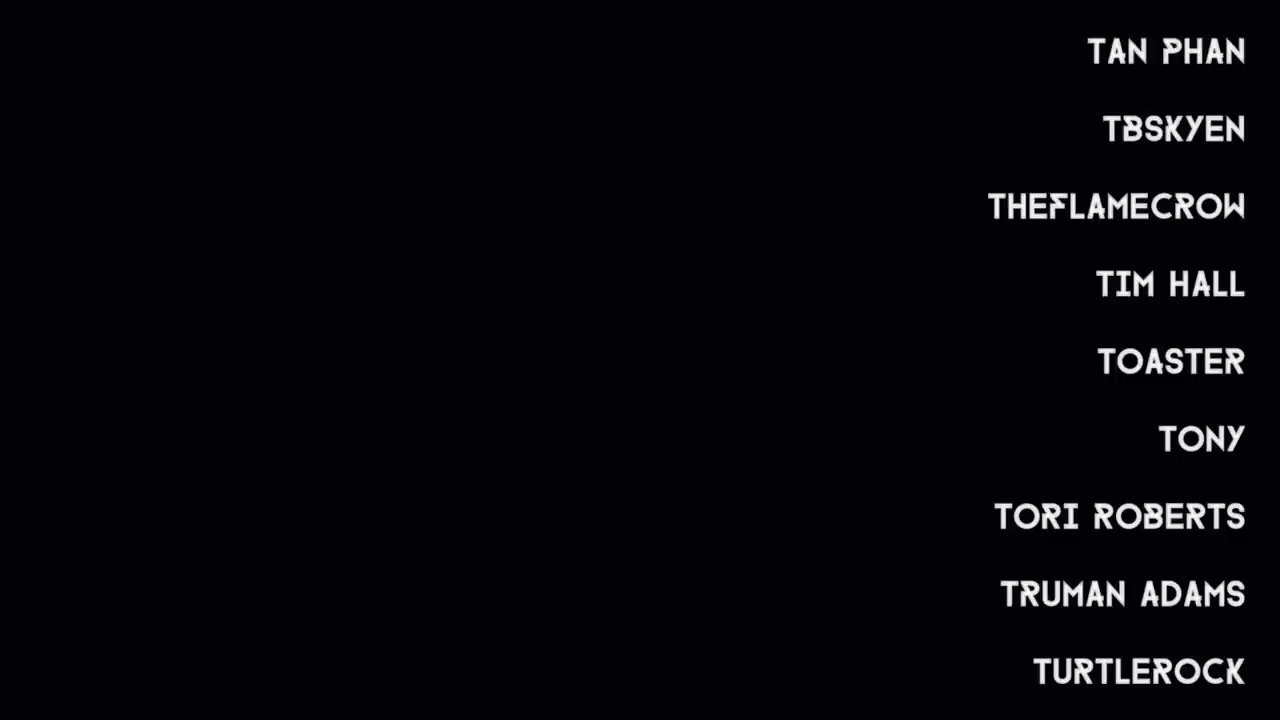 TAN PHAN
TBSKYEN
THEFLAMECROW
TIM HALL
TOASTER
TONY
TORI ROBERTS
TRUMAN ADAMS
TURTLEROCK